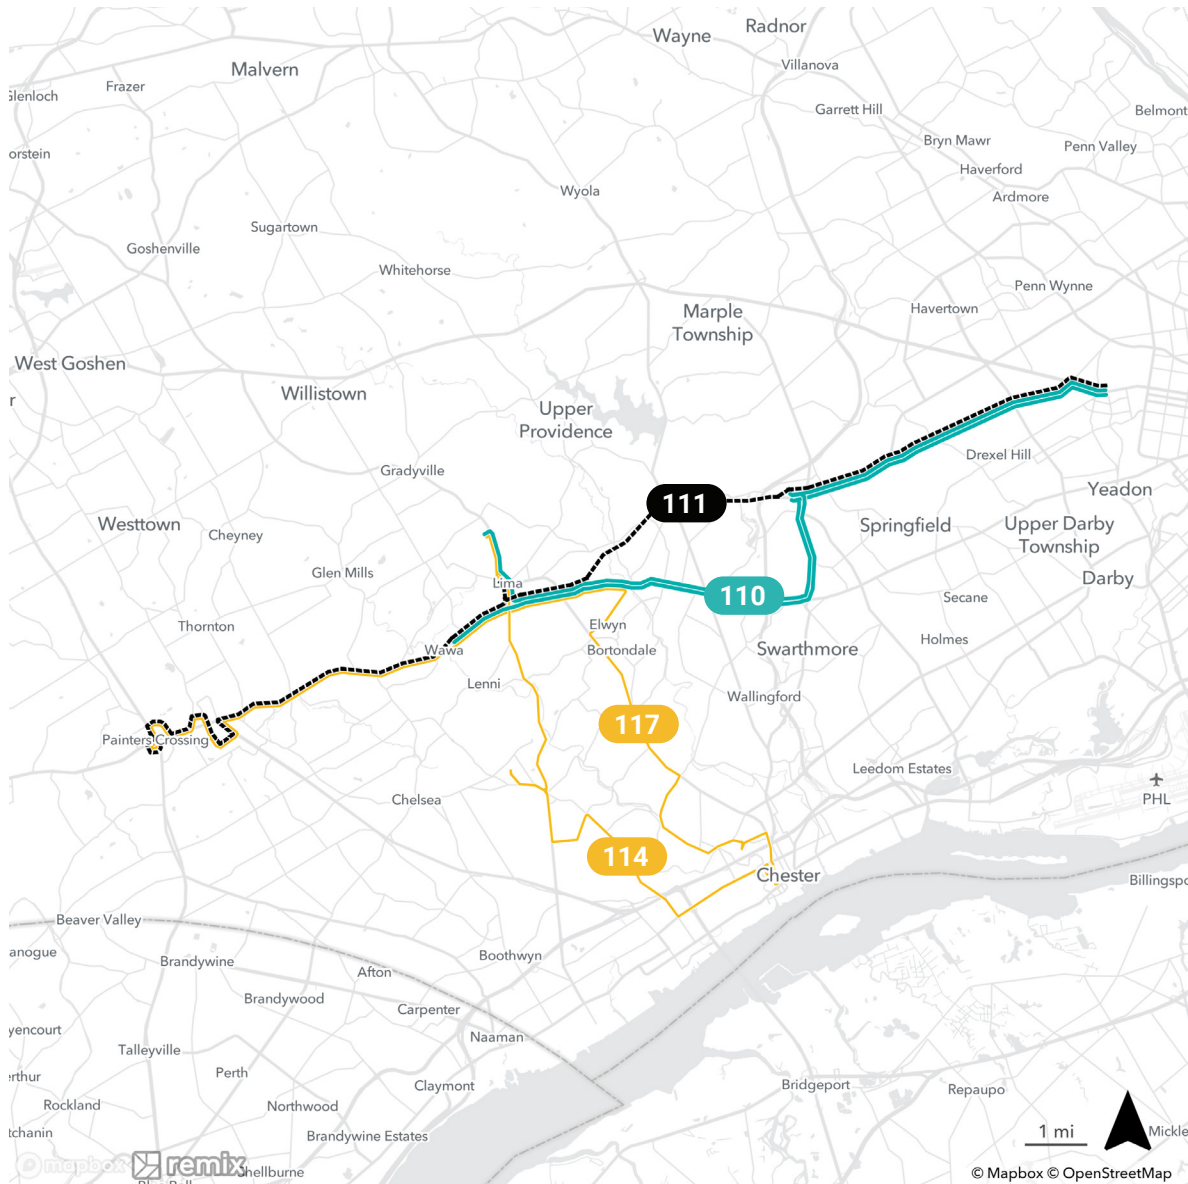 Radnor
Wayne
Villanova
Malvern
Frazer
Garrett Hill
Belmont
Bryn Mawr
Penn Valley
orstein
Haverford
Wyola
Ardmore
Sugartown
Goshenville
Whitehorse
Penn Wynne
Havertown
Marple
Township
West Goshen
Willistown
r
Upper
Providence
Drexel Hill
Gradyville
Yeadon
111
Westtown
Cheyney
Springfield
Upper Darby
Township
Glen Mills
Lima
Darby
110
Secane
Thornton
Elwyn
Holmes
Wawa
Bortondale
Swarthmore
Lenni
Wallingford
117
Painters Crossing
Leedom Estates
PHL
Chelsea
114
Chester
Billingspo
Beaver Valley
anogue
Boothwyn
Brandywine
Afton
Brandywood
Carpenter
yencourt
Naaman
Talleyville
Perth
erthur
Claymont
Bridgeport
Repaupo
Rockland
Northwood
tchanin
Brandywine Estates
1 mi
Mickle
mapbox
remix
Shellburne
© Mapbox © OpenStreetMap